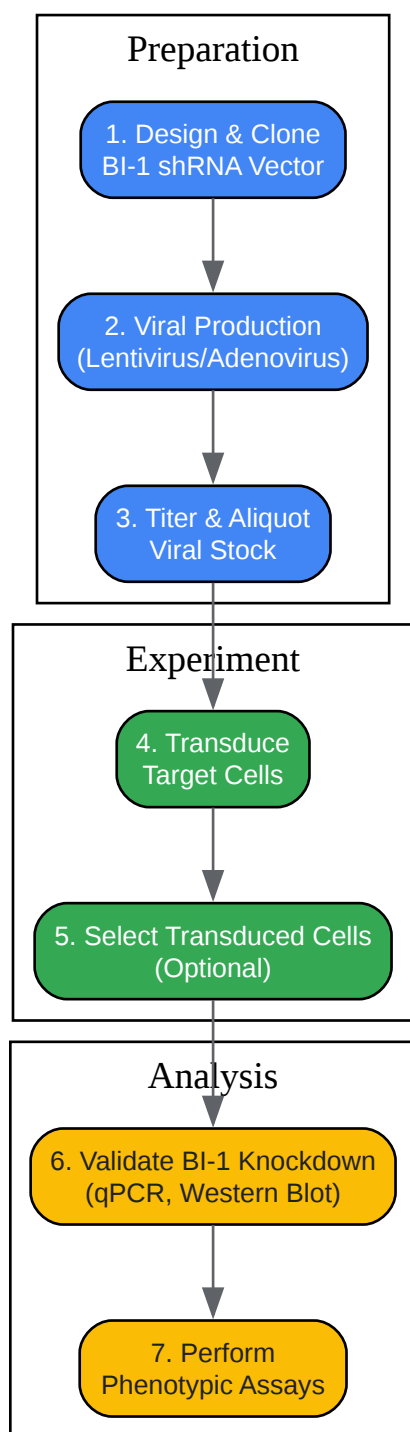 Preparation
1. Design & Clone
BI-1 shRNA Vector
2. Viral Production
(Lentivirus/Adenovirus)
3. Titer & Aliquot
Viral Stock
Experiment
4. Transduce
Target Cells
5. Select Transduced Cells
(Optional)
Analysis
6. Validate BI-1 Knockdown
(qPCR, Western Blot)
7. Perform
Phenotypic Assays